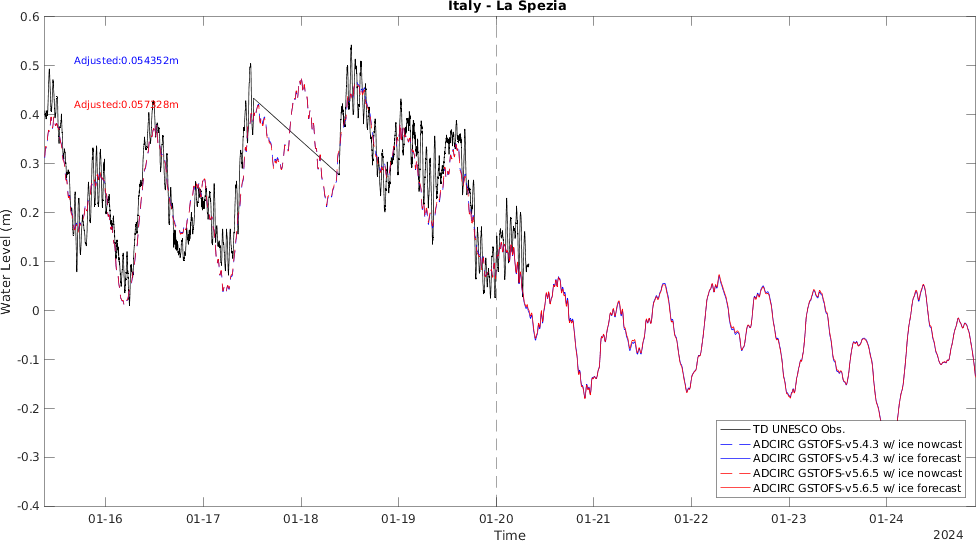 Italy - La Spezia
Adjusted:0.054352m
Adjusted:0.057328m
Water Level (m)
0.6
0.5
0.4
0.3
0.2
0.1
0
-0.1
-0.2
-0.3
-0.4
TD UNESCO Obs.
ADCIRC GSTOFS-v5.4.3 w/ ice nowcast
ADCIRC GSTOFS-v5.4.3 w/ ice forecast
ADCIRC GSTOFS-v5.6.5 w/ ice nowcast
ADCIRC GSTOFS-v5.6.5 w/ ice forecast
01-16 01-17 01-18 01-19 01-20 01-21 01-22 01-23 01-24
Time
2024